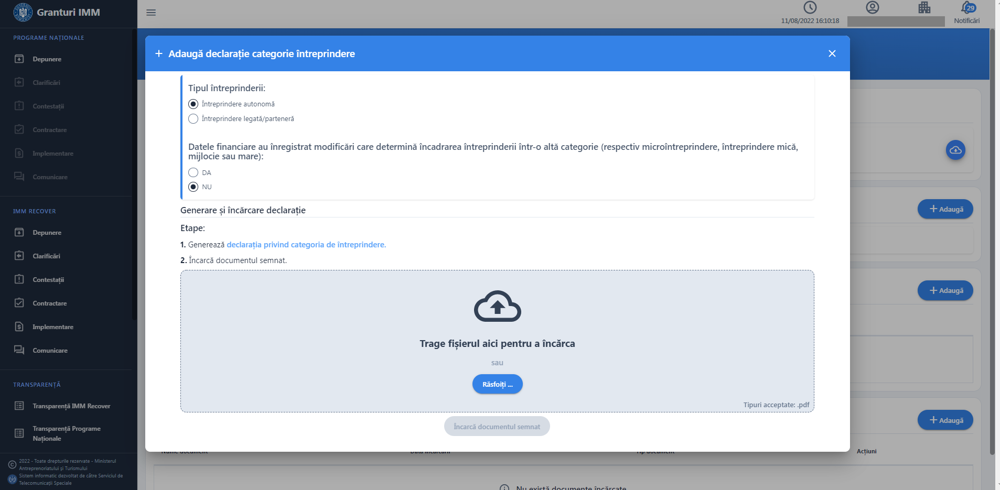 Granturi IMM
11/08/2022 16:10:18
29
Notificări
PROGRAME NAȚIONALE
Depunere
Clarificări
Contestații
Contractare
Implementare
Comunicare
IMM RECOVER
Depunere
Clarificări
Contestații
Contractare
Implementare
Comunicare
TRANSPARENȚĂ
Transparență IMM Recover
Transparență Programe
Naționale
2022 - Toate drepturile rezervate - Ministerul
Antreprenoriatului și Turismului
Sistem informatic dezvoltat de către Serviciul de
Telecomunicații Speciale
+ Adaugă declarație categorie întreprindere
Tipul întreprinderii:
Întreprindere autonomă
Întreprindere legată/parteneră
Datele financiare au înregistrat modificări care determină încadrarea întreprinderii într-o altă categorie (respectiv microîntreprindere, întreprindere mică,
mijlocie sau mare):
DA
NU
Generare și încărcare declarație
Etape:
1. Generează declarația privind categoria de întreprindere.
2. Încarcă documentul semnat.
Trage fișierul aici pentru a încărca
sau
Răsfoiți ...
Tipuri acceptate: .pdf
Încarcă documentul semnat
+ Adaugă
+ Adaugă
+ Adaugă
Nume document Data încărcării Tip document Acțiuni
Nu există documente încărcate